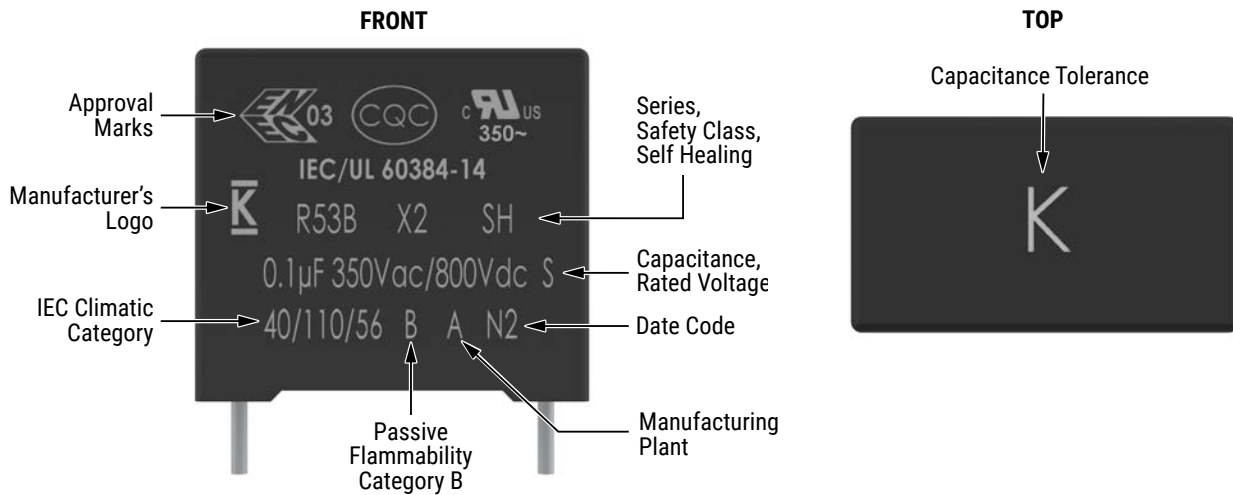 FRONT
TOP
Approval
Marks
ENEC 03
CQC
c RU US
350~
Series,
Safety Class,
Self Healing
Capacitance Tolerance
IEC/UL 60384-14
Manufacturer's
Logo
K
R53B X2 SH
K
0.1µF 350Vac/800Vdc S
Capacitance,
Rated Voltage
IEC Climatic
Category
40/110/56 B A N2
Date Code
Passive
Flammability
Category B
Manufacturing
Plant